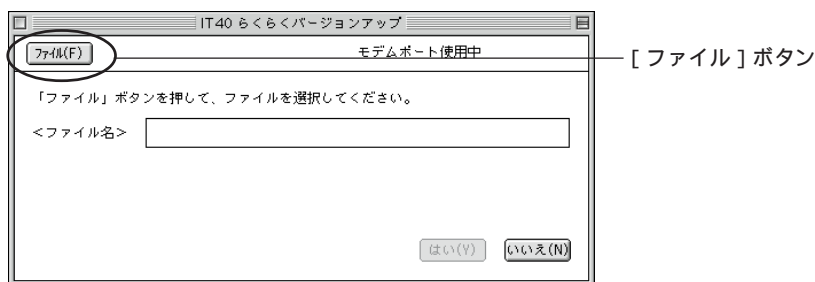 IT40 らくらくバージョンアップ
ファイル(F)
モデムポート使用中
[ ファイル ] ボタン
「ファイル」ボタンを押して、ファイルを選択してください。
<ファイル名>
はい(Y)
いいえ(N)